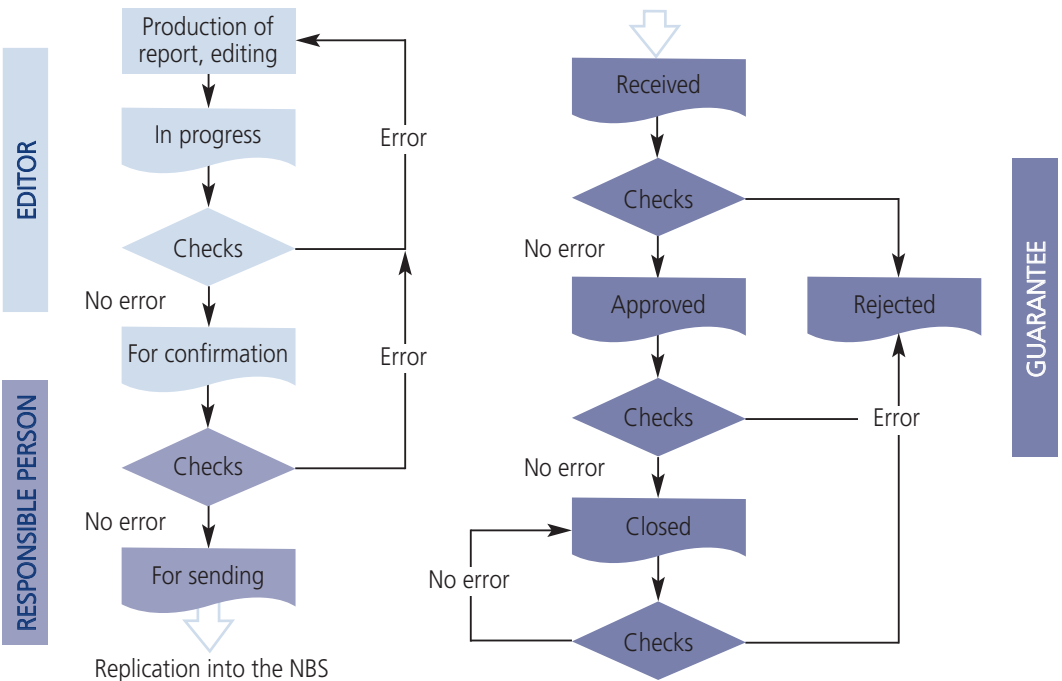 EDITOR
Production of
report, editing
In progress
Error
Checks
No error
For confirmation
Error
RESPONSIBLE PERSON
Checks
No error
For sending
Replication into the NBS
Received
Checks
No error
Approved
Rejected
GUARANTEE
Checks
Error
No error
Closed
No error
Checks